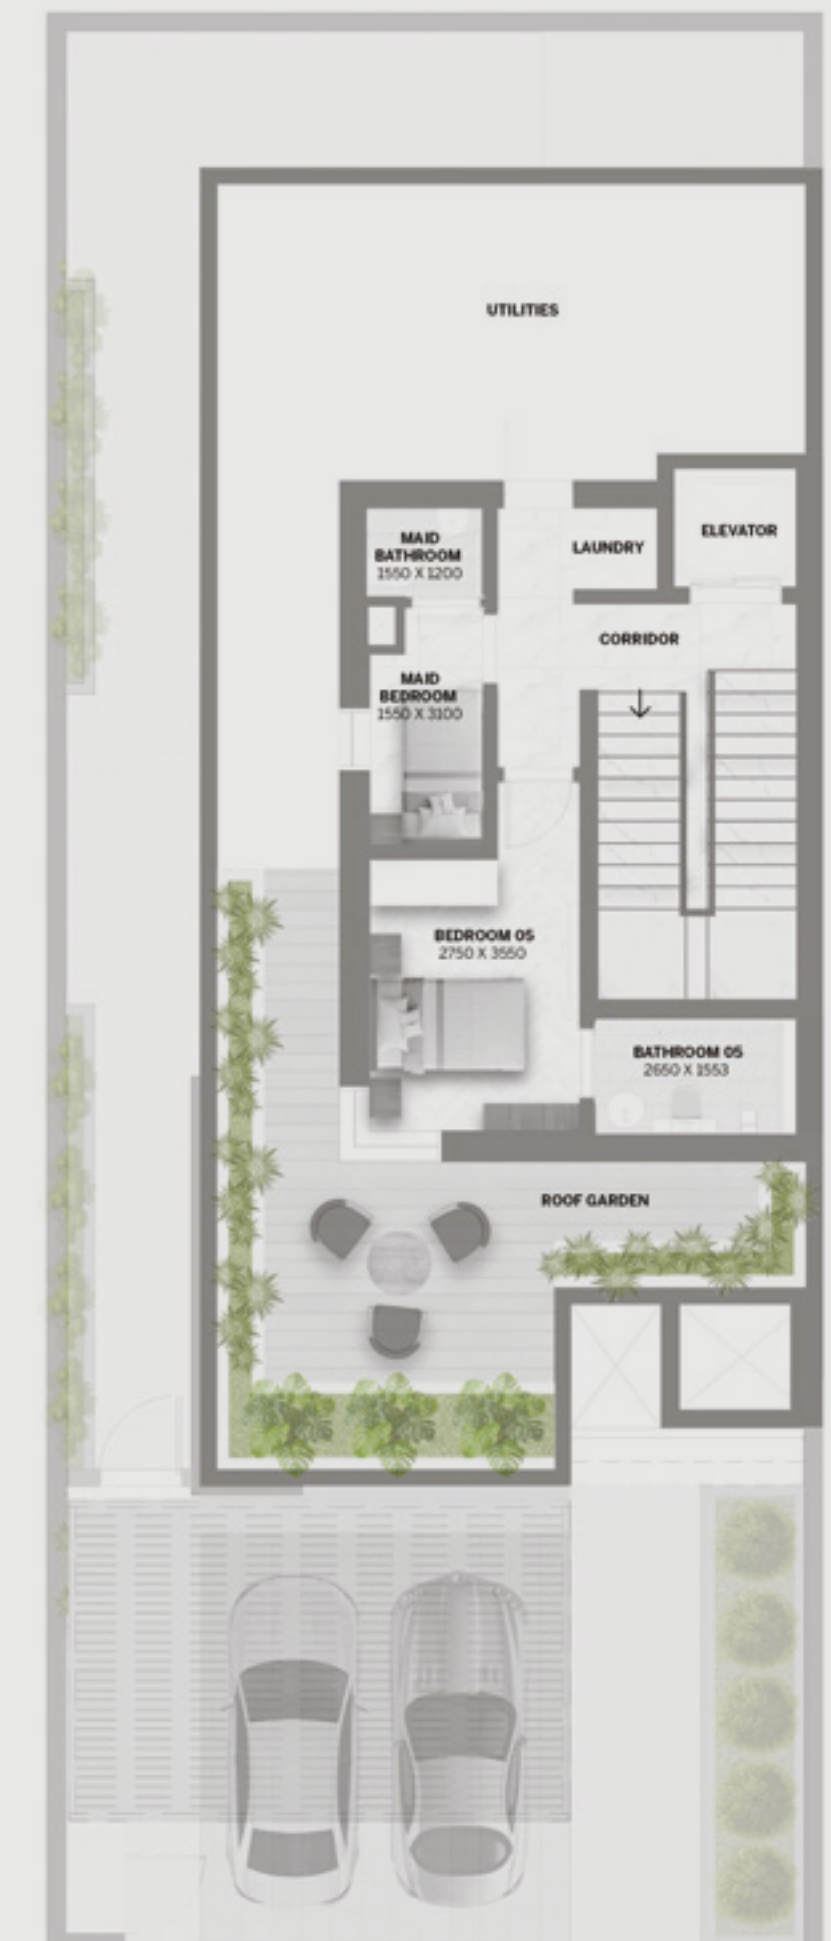 UTILITIES
MAID
BATHROOM
1550 X 1200
LAUNDRY
ELEVATOR
CORRIDOR
MAID
BEDROOM
1550 X 3100
BEDROOM 05
2750 X 3550
BATHROOM 05
2650 X 1553
ROOF GARDEN